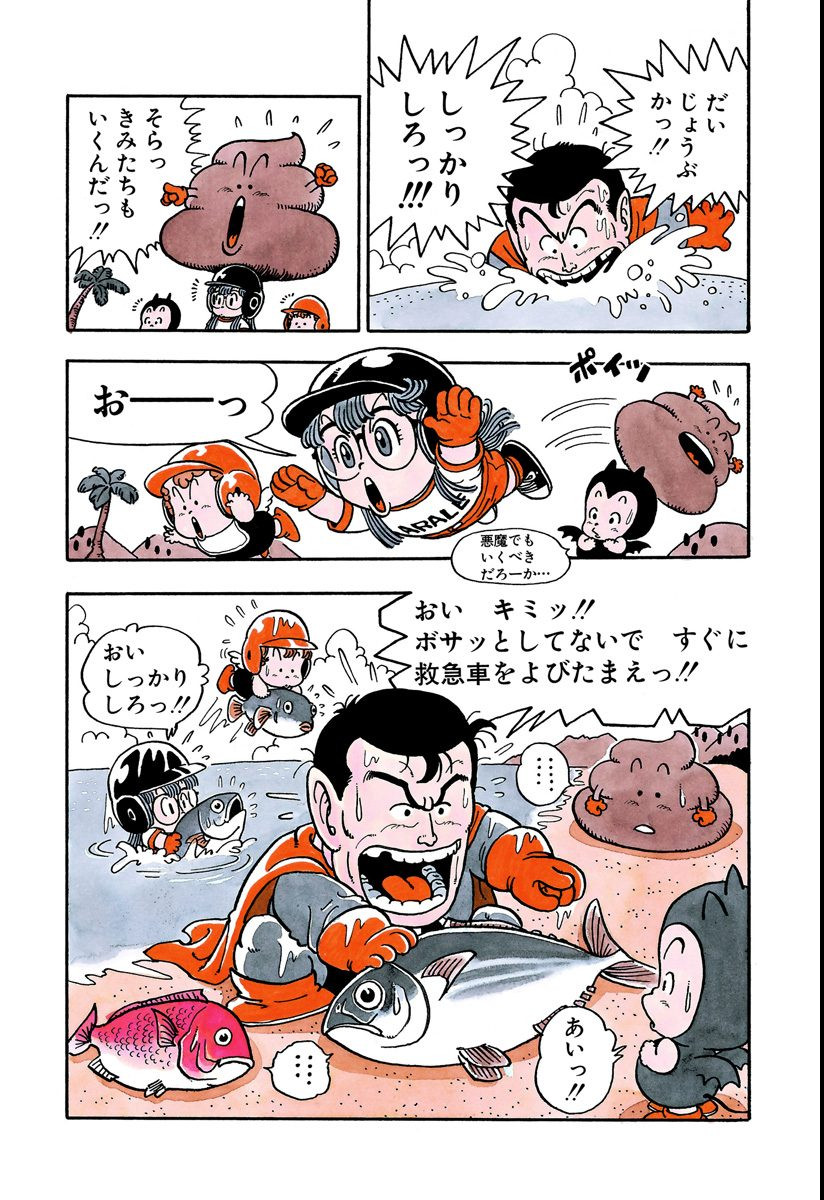 だい
じょうぶ
かっ!!
しっかり
しろっ!!!
そらっ
きみたちも
いくんだっ!!
ポイッ
おーーっ
ARALE
悪魔でも
いくべき
だろーか…
おい キミッ!!
ボサッとしてないで すぐに
救急車をよびたまえっ!!
おい
しっかり
しろっ!!
……
……
あいっ!!